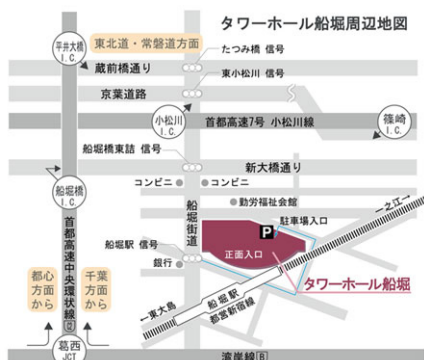 タワーホール船堀周辺地図
平井大橋
I.C.
東北道・常磐道方面
たつみ橋 信号
蔵前橋通り
東小松川 信号
京葉道路
小松川
I.C.
首都高速7号 小松川線
篠崎
I.C.
船堀橋東詰 信号
新大橋通り
船堀橋
I.C.
コンビニ
コンビニ
勤労福祉会館
船堀街道
駐車場入口
P
一之江→
首都高速中央環状線
船堀駅 信号
正面入口
銀行
タワーホール船堀
都心
方面
から
千葉
方面
から
←東大島
船堀駅
都営新宿線
葛西
JCT
湾岸線 B